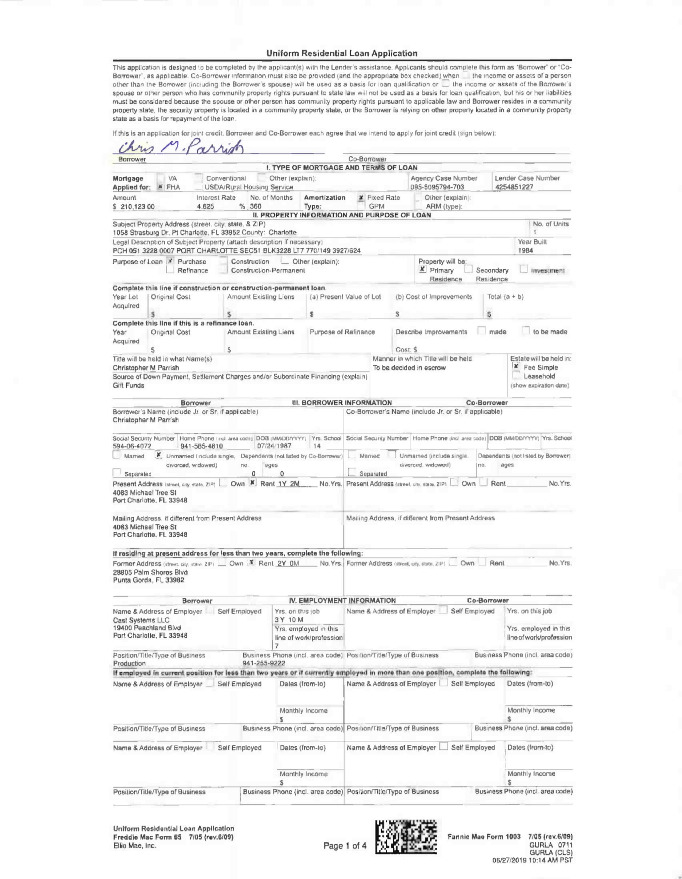 Uniform Residential Loan Application
This application is designed to be completed by the applicant(s) with the Lender's assistance. Applicants should complete this form as "Borrower" or "Co-
Borrower", as applicable. Co-Borrower information must also be provided (and the appropriate box checked) when the income or assets of a person
other than the Borrower (including the Borrower's spouse) will be used as a basis for loan qualification or the income or assets of the Borrower's
spouse or other person who has community property rights pursuant to state law will not be used as a basis for loan qualification, but his or her liabilities
must be considered because the spouse or other person has community property rights pursuant to applicable law and Borrower resides in a community
property state, the security property is located in a community property state, or the Borrower is relying on other property located in a community property
state as a basis for repayment of the loan.
If this is an application for joint credit, Borrower and Co-Borrower each agree that we intend to apply for joint credit (sign below):
Chris M. Parrish
Borrower Co-Borrower
I. TYPE OF MORTGAGE AND TERMS OF LOAN
Mortgage VA Conventional Other (explain): Agency Case Number Lender Case Number
Applied for: X FHA USDA/Rural Housing Service 095-6095794-703 4254851227
Amount Interest Rate No. of Months Amortization X Fixed Rate Other (explain):
$ 210,123.00 4.625 % 360 Type: GPM ARM (type):
II. PROPERTY INFORMATION AND PURPOSE OF LOAN
Subject Property Address (street, city, state, & ZIP) No. of Units
1058 Strasburg Dr, Pt Charlotte, FL 33952 County: Charlotte 1
Legal Description of Subject Property (attach description if necessary) Year Built
PCH 051 3228 0007 PORT CHARLOTTE SEC51 BLK3228 LT7 770/149 3927/624 1984
Purpose of Loan X Purchase Construction Other (explain): Property will be:
Refinance Construction-Permanent X Primary Residence Secondary Residence Investment
Complete this line if construction or construction-permanent loan.
Year Lot Acquired Original Cost Amount Existing Liens (a) Present Value of Lot (b) Cost of Improvements Total (a + b)
$ $ $ $ $
Complete this line if this is a refinance loan.
Year Acquired Original Cost Amount Existing Liens Purpose of Refinance Describe Improvements made to be made
$ $ Cost: $
Title will be held in what Name(s) Manner in which Title will be held Estate will be held in:
Christopher M Parrish To be decided in escrow X Fee Simple
Source of Down Payment, Settlement Charges and/or Subordinate Financing (explain) Leasehold
Gift Funds (show expiration date)
Borrower III. BORROWER INFORMATION Co-Borrower
Borrower's Name (include Jr. or Sr. if applicable) Co-Borrower's Name (include Jr. or Sr. if applicable)
Christopher M Parrish
Social Security Number Home Phone (incl. area code) DOB (MM/DD/YYYY) Yrs. School Social Security Number Home Phone (incl. area code) DOB (MM/DD/YYYY) Yrs. School
594-06-4072 941-585-4810 07/24/1987 14
Married X Unmarried (include single, Dependents (not listed by Co-Borrower) Married Unmarried (include single, Dependents (not listed by Borrower)
divorced, widowed) no. ages divorced, widowed) no. ages
Separated 0 0 Separated
Present Address (street, city, state, ZIP) Own X Rent 1Y 2M No. Yrs. Present Address (street, city, state, ZIP) Own Rent No. Yrs.
4063 Michael Tree St
Port Charlotte, FL 33948
Mailing Address, if different from Present Address Mailing Address, if different from Present Address
4063 Michael Tree St
Port Charlotte, FL 33948
If residing at present address for less than two years, complete the following:
Former Address (street, city, state, ZIP) Own X Rent 2Y 0M No. Yrs. Former Address (street, city, state, ZIP) Own Rent No. Yrs.
28805 Palm Shores Blvd
Punta Gorda, FL 33982
Borrower IV. EMPLOYMENT INFORMATION Co-Borrower
Name & Address of Employer Self Employed Yrs. on this job Name & Address of Employer Self Employed Yrs. on this job
Cast Systems LLC 3 Y 10 M
19400 Peachland Blvd Yrs. employed in this Yrs. employed in this
Port Charlotte, FL 33948 line of work/profession line of work/profession
7
Position/Title/Type of Business Business Phone (incl. area code) Position/Title/Type of Business Business Phone (incl. area code)
Production 941-255-9222
If employed in current position for less than two years or if currently employed in more than one position, complete the following:
Name & Address of Employer Self Employed Dates (from-to) Name & Address of Employer Self Employed Dates (from-to)
Monthly Income Monthly Income
$ $
Position/Title/Type of Business Business Phone (incl. area code) Position/Title/Type of Business Business Phone (incl. area code)
Name & Address of Employer Self Employed Dates (from-to) Name & Address of Employer Self Employed Dates (from-to)
Monthly Income Monthly Income
$ $
Position/Title/Type of Business Business Phone (incl. area code) Position/Title/Type of Business Business Phone (incl. area code)
Uniform Residential Loan Application
Freddie Mac Form 65 7/05 (rev.6/09)
Ellie Mae, Inc.
Page 1 of 4
Fannie Mae Form 1003 7/05 (rev.6/09)
GURLA 0711
GURLA (CLS)
06/27/2019 10:14 AM PST